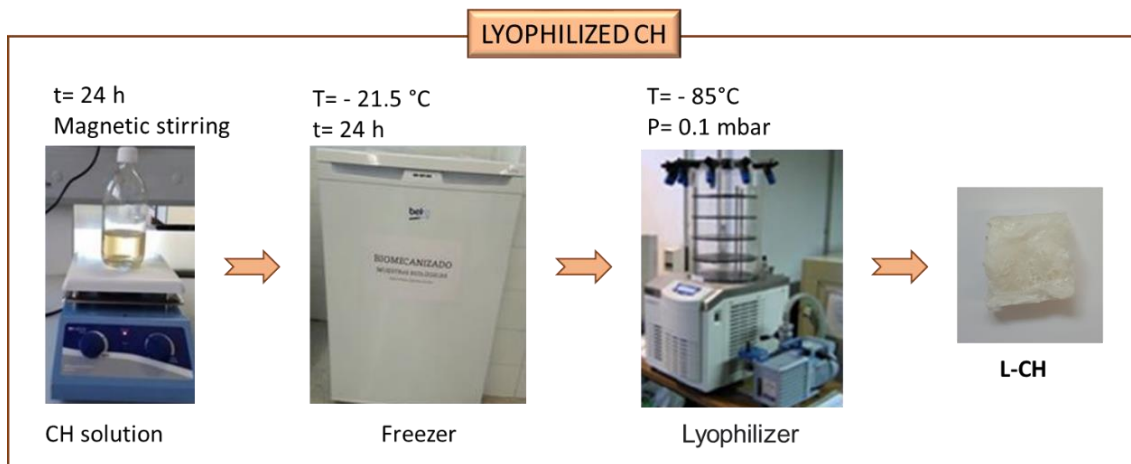 LYOPHILIZED CH
t= 24 h
Magnetic stirring
T= - 21.5 °C
t= 24 h
T= - 85°C
P= 0.1 mbar
beko
BIOMECANIZADO
MUESTRAS BIOLÓGICAS
L-CH
CH solution
Freezer
Lyophilizer